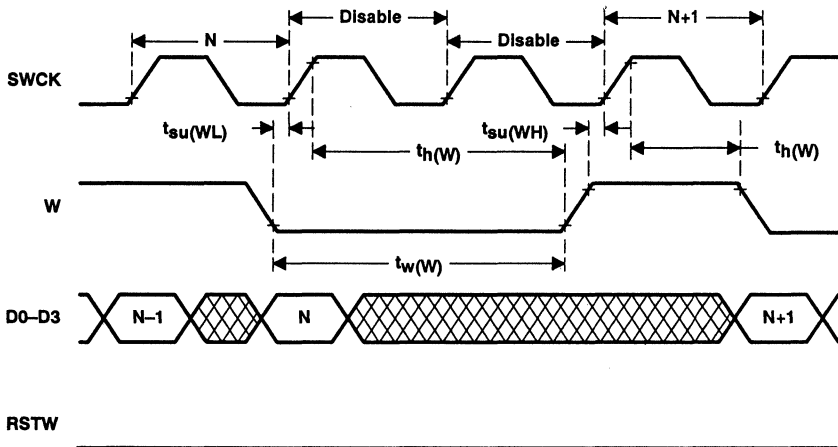 Disable
N
Disable
N+1
SWCK
tsu(WL)
tsu(WH)
th(W)
th(W)
W
tw(W)
D0–D3
N–1
N
N+1
RSTW